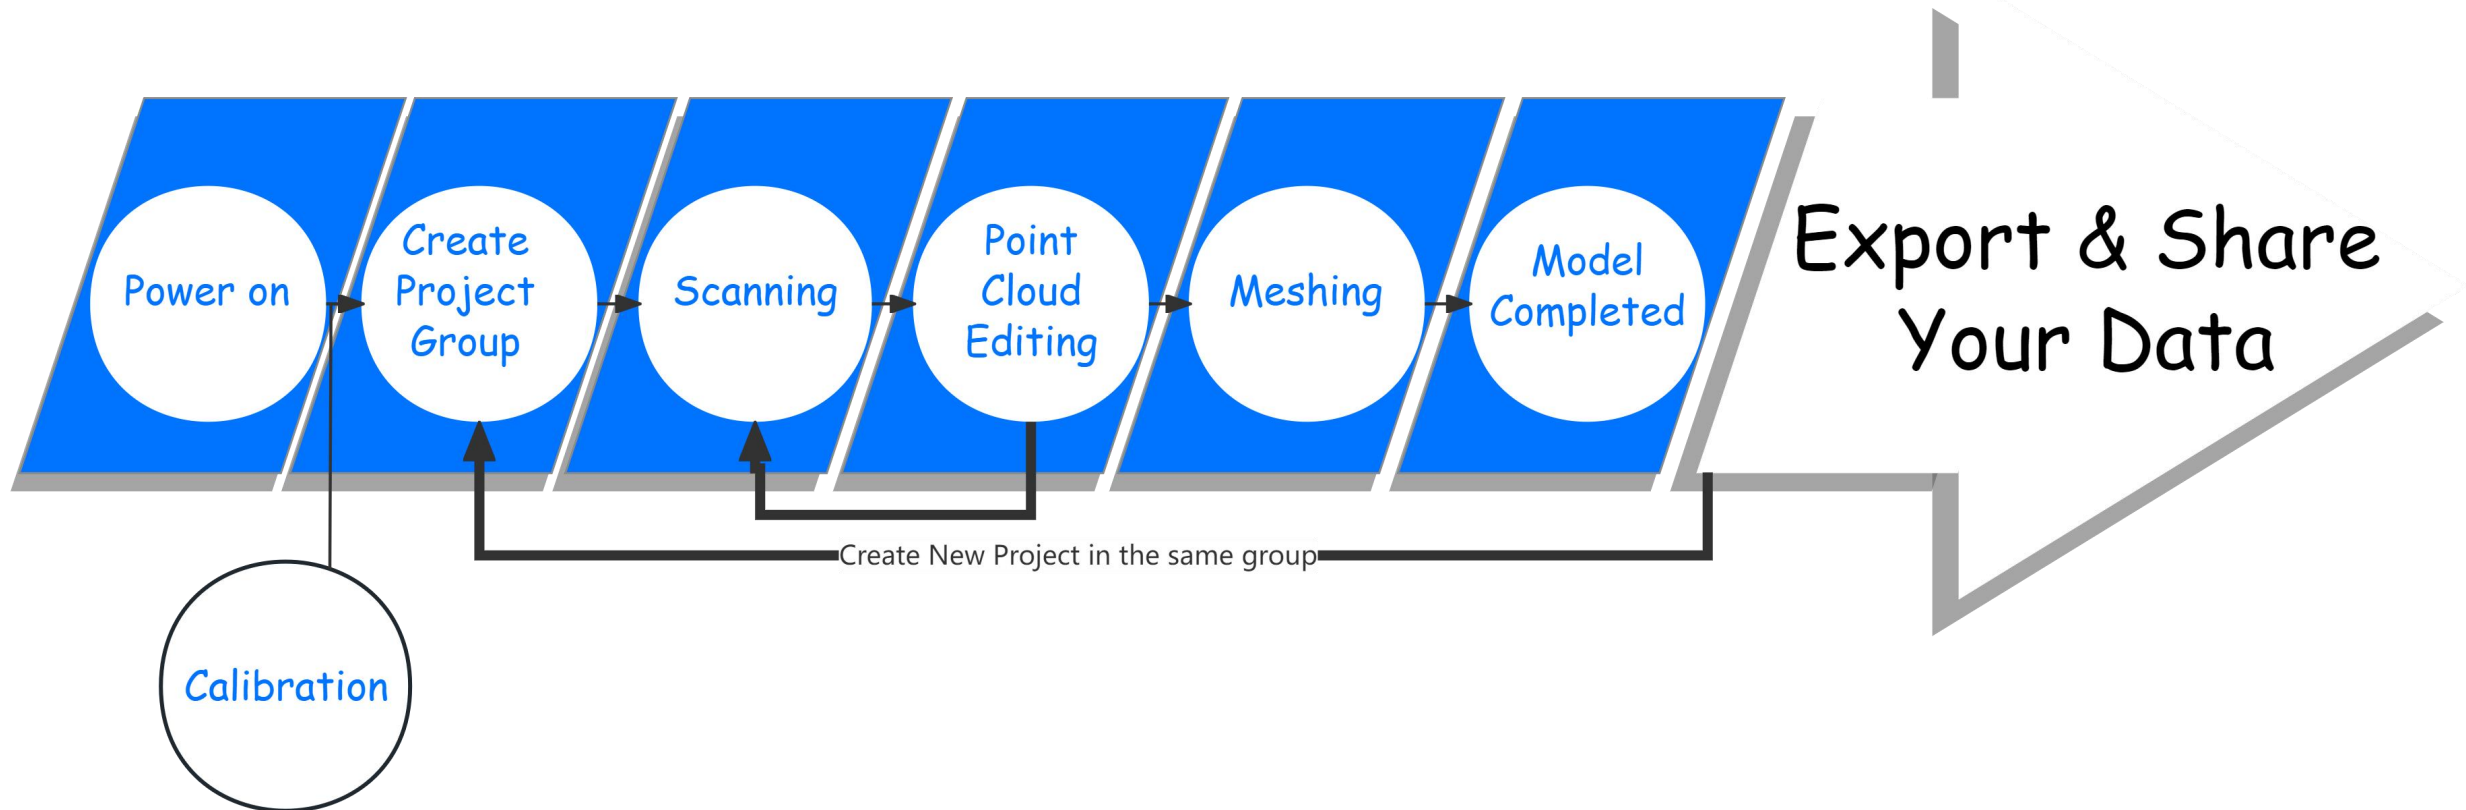 Power on
Create
Project
Group
Scanning
Point
Cloud
Editing
Meshing
Model
Completed
Export & Share
Your Data
Create New Project in the same group
Calibration